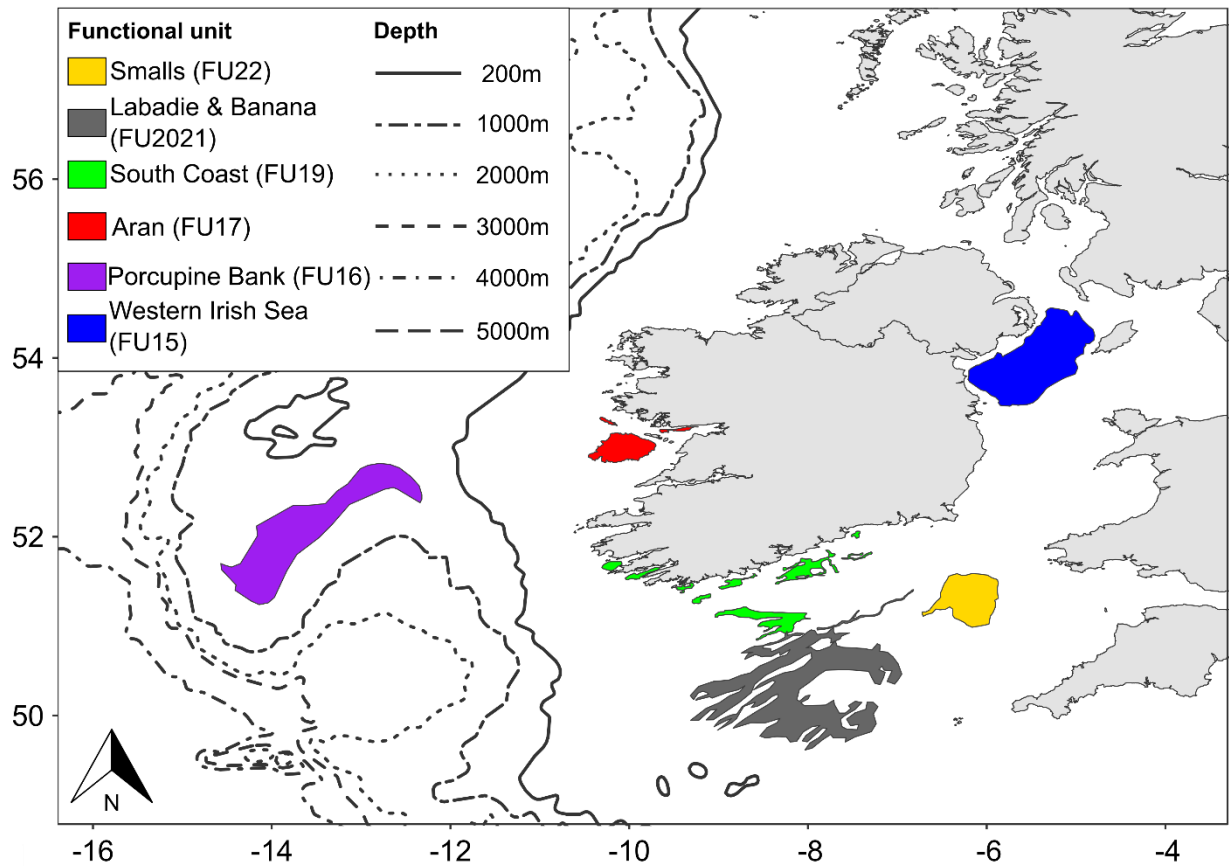 Functional unit
Depth
Smalls (FU22)
200m
Labadie & Banana
(FU2021)
1000m
South Coast (FU19)
2000m
Aran (FU17)
3000m
Porcupine Bank (FU16)
4000m
Western Irish Sea
(FU15)
5000m
56
54
52
50
N
-16
-14
-12
-10
-8
-6
-4